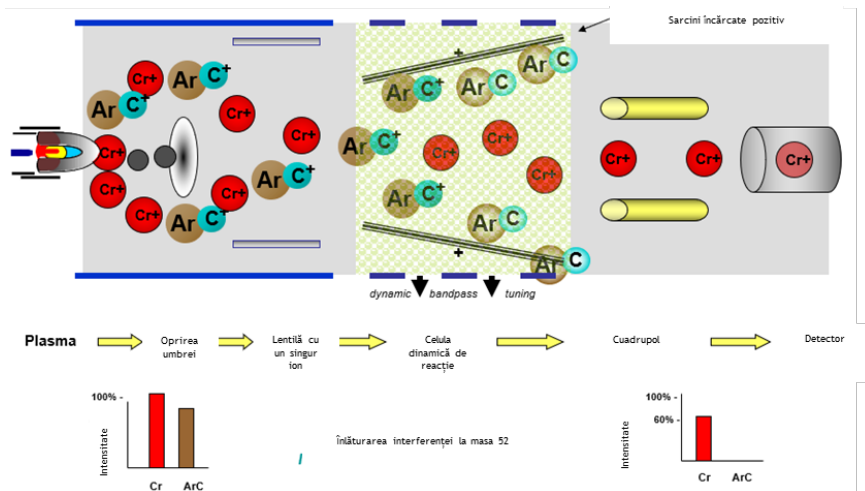 Sarcini încărcate pozitiv
+
Ar C
Ar C+
Cr+
Ar C+
Ar C
Ar C+
Ar C+
Cr+
Cr+
Ar C+
Cr+
Cr+
Cr+
Cr+
Cr+
Cr+
Ar C+
Cr+
Cr+
Cr+
Ar C+
Cr+
Ar C+
Ar C
+
Ar C
dynamic bandpass tuning
Plasma
Oprirea
umbrei
Lentilă cu
un singur
ion
Celula
dinamică de
reacție
Cuadrupol
Detector
100% -
Intensitate
Cr ArC
Înlăturarea interferenței la masa 52
100% -
60% -
Intensitate
Cr ArC